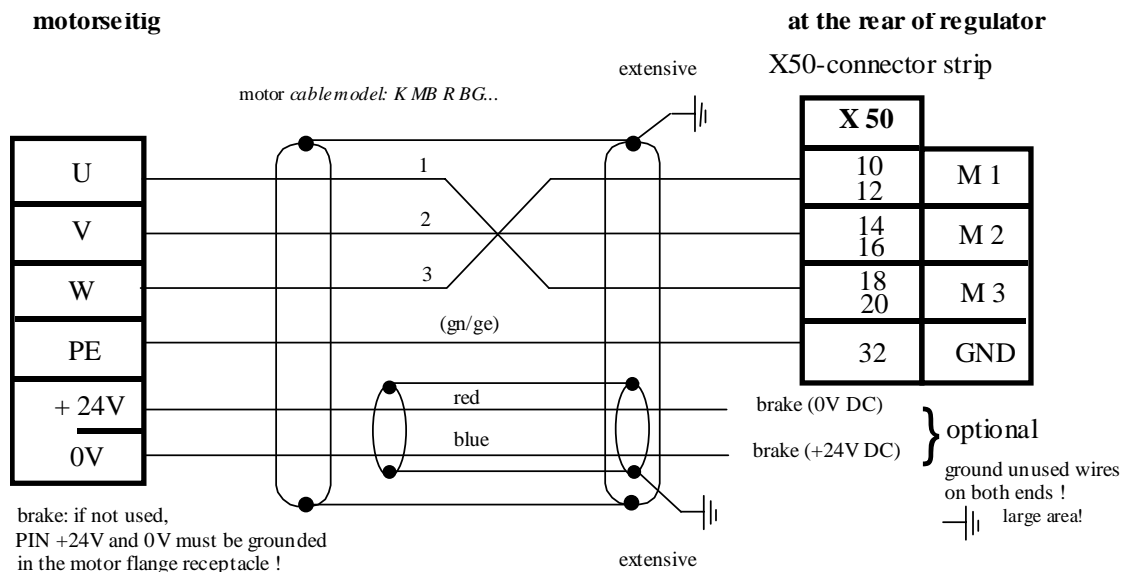 motorseitig
at the rear of regulator
X50-connector strip
extensive
motor cable model: K MB R BG...
X 50
U
1
10
12
M 1
V
2
14
16
M 2
W
3
18
20
M 3
PE
(gn/ge)
32
GND
+ 24V
red
brake (0V DC)
0V
blue
brake (+24V DC)
optional
ground unused wires
on both ends !
large area!
brake: if not used,
PIN +24V and 0V must be grounded
in the motor flange receptacle !
extensive